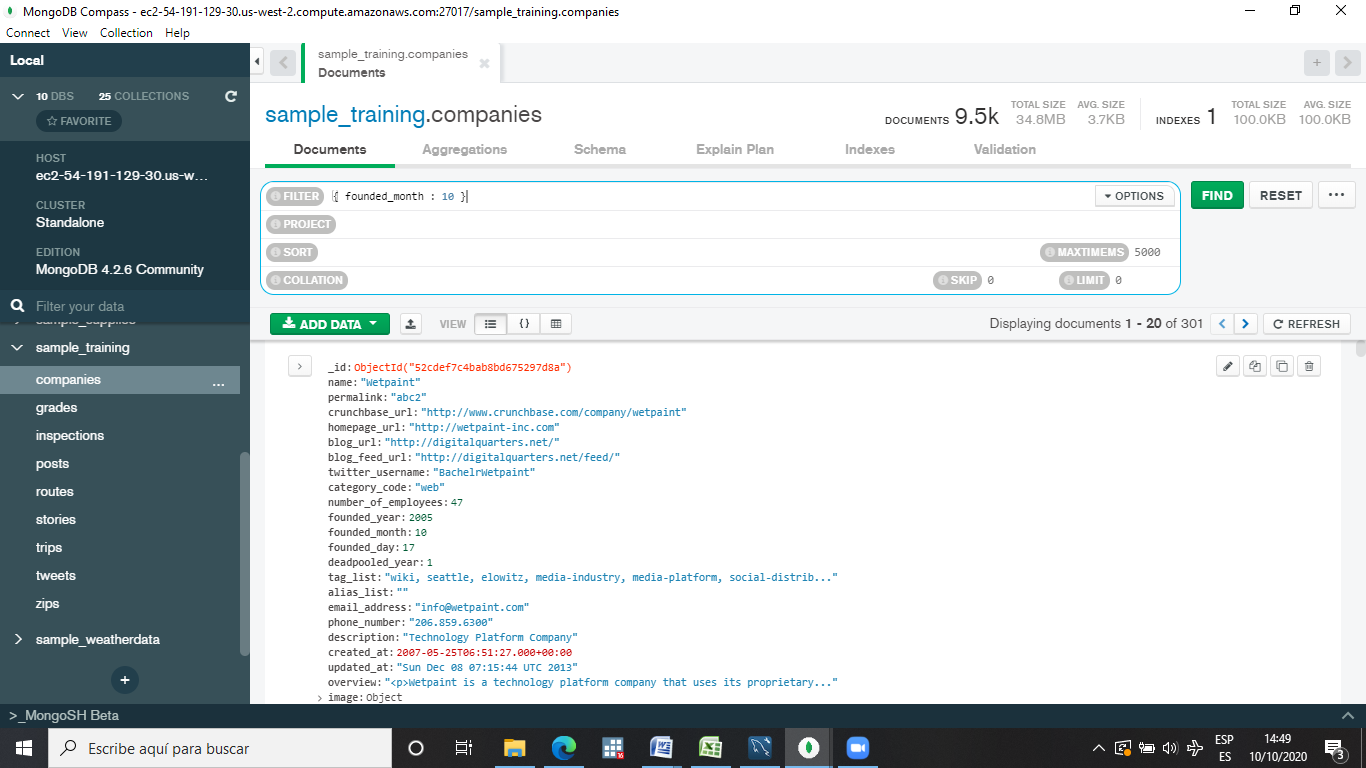 MongoDB Compass - ec2-54-191-129-30.us-west-2.compute.amazonaws.com:27017/sample_training.companies
Connect View Collection Help
Local
10 DBS 25 COLLECTIONS
FAVORITE
HOST
ec2-54-191-129-30.us-w...
CLUSTER
Standalone
EDITION
MongoDB 4.2.6 Community
Filter your data
sample_supplies
sample_training
companies ...
grades
inspections
posts
routes
stories
trips
tweets
zips
sample_weatherdata
+
sample_training.companies
Documents
sample_training.companies
DOCUMENTS 9.5k
TOTAL SIZE
34.8MB
AVG. SIZE
3.7KB
INDEXES 1
TOTAL SIZE
100.0KB
AVG. SIZE
100.0KB
Documents Aggregations Schema Explain Plan Indexes Validation
FILTER { founded_month : 10 } OPTIONS FIND RESET ...
PROJECT
SORT MAXTIMEMS 5000
COLLATION SKIP 0 LIMIT 0
ADD DATA VIEW {} Displaying documents 1 - 20 of 301 < > REFRESH
_id:ObjectId("52cdef7c4bab8bd675297d8a")
name:"Wetpaint"
permalink:"abc2"
crunchbase_url:"http://www.crunchbase.com/company/wetpaint"
homepage_url:"http://wetpaint-inc.com"
blog_url:"http://digitalquarters.net/"
blog_feed_url:"http://digitalquarters.net/feed/"
twitter_username:"BachelrWetpaint"
category_code:"web"
number_of_employees:47
founded_year:2005
founded_month:10
founded_day:17
deadpooled_year:1
tag_list:"wiki, seattle, elowitz, media-industry, media-platform, social-distrib..."
alias_list:""
email_address:"info@wetpaint.com"
phone_number:"206.859.6300"
description:"Technology Platform Company"
created_at:2007-05-25T06:51:27.000+00:00
updated_at:"Sun Dec 08 07:15:44 UTC 2013"
overview:"<p>Wetpaint is a technology platform company that uses its proprietary..."
> image:Object
>_MongoSH Beta
Escribe aquí para buscar
ESP
ES
14:49
10/10/2020
3